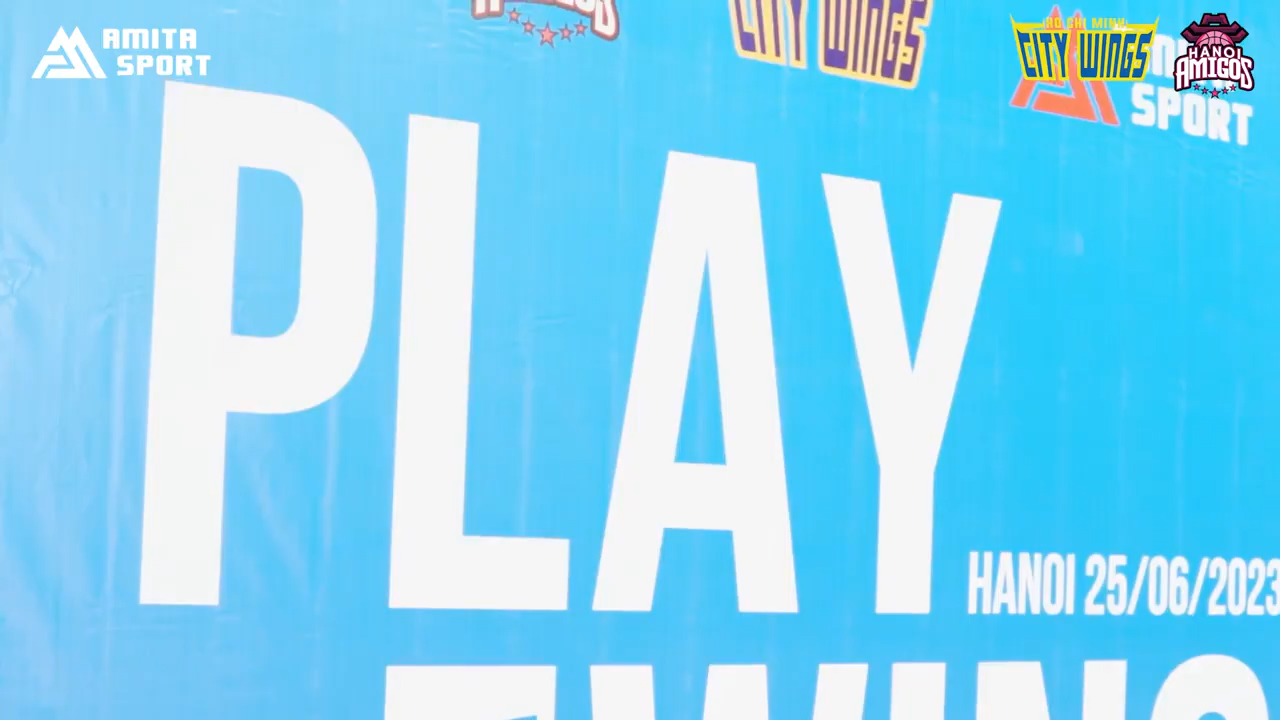 AMITA
SPORT
CITY WINGS
HO CHI MINH
CITY WINGS
HANOI
AMIGOS
SPORT
PLAY
HANOI 25/06/2023